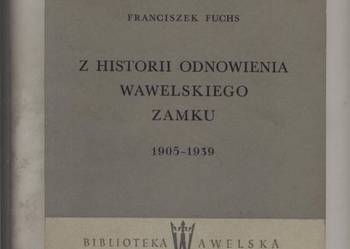 FRANCISZEK FUCHS
Z HISTORII ODNOWIENIA
WAWELSKIEGO
ZAMKU
1905-1939
BIBLIOTEKA WAWELSKA